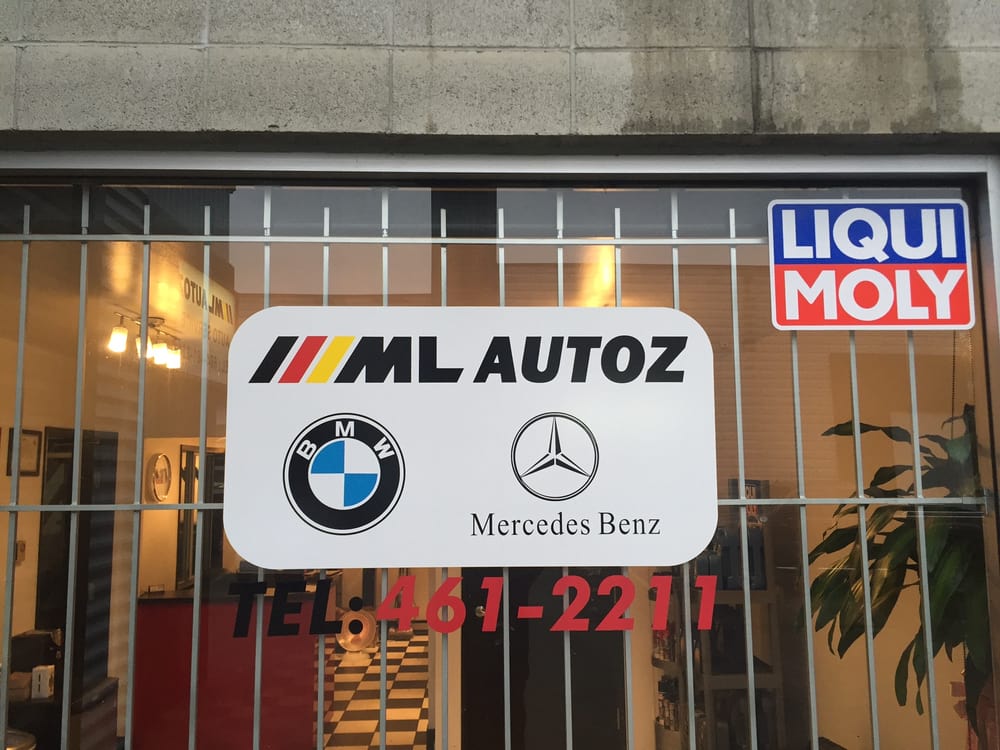 LIQUI
MOLY
ML AUTOZ
BMW
Mercedes Benz
TEL:461-2211